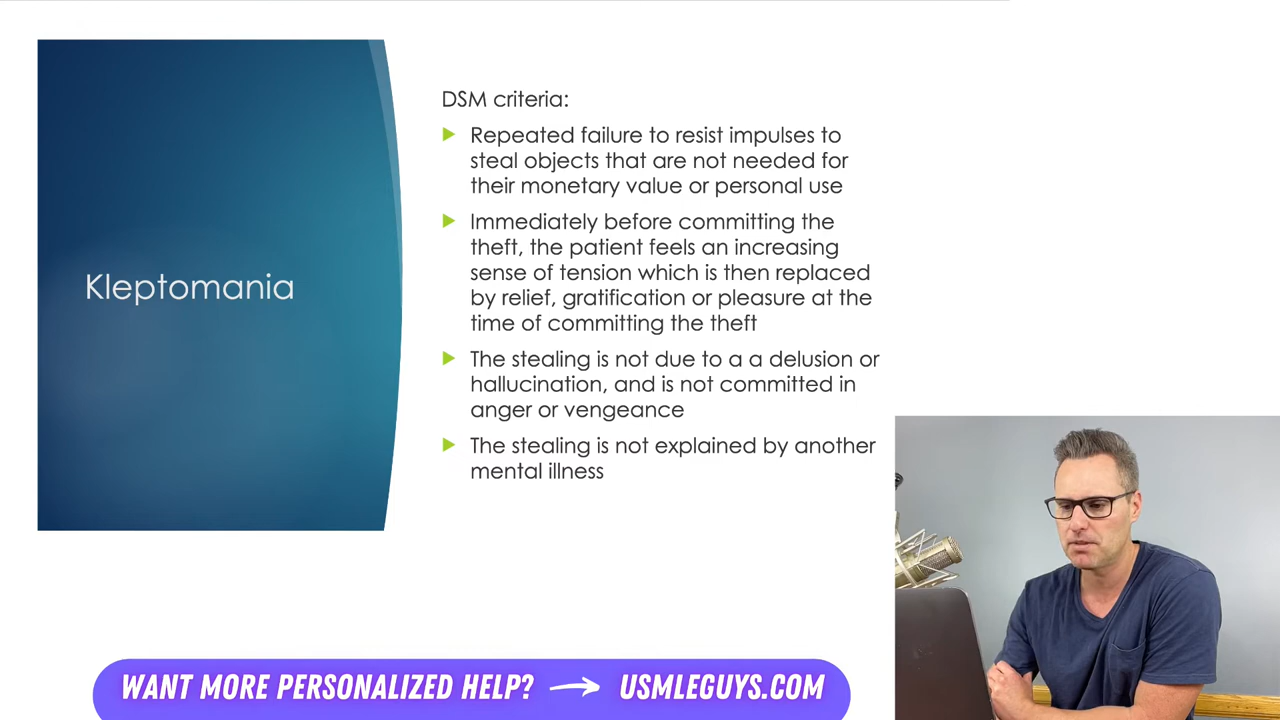 Kleptomania
DSM criteria:
Repeated failure to resist impulses to
steal objects that are not needed for
their monetary value or personal use
Immediately before committing the
theft, the patient feels an increasing
sense of tension which is then replaced
by relief, gratification or pleasure at the
time of committing the theft
The stealing is not due to a a delusion or
hallucination, and is not committed in
anger or vengeance
The stealing is not explained by another
mental illness
WANT MORE PERSONALIZED HELP? → USMLEGUYS.COM